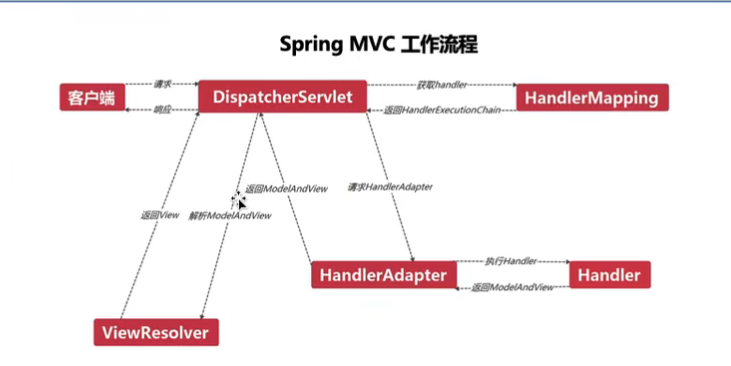 Spring MVC 工作流程
客户端
请求
响应
DispatcherServlet
获取handler
返回HandlerExecutionChain
HandlerMapping
返回ModelAndView
请求HandlerAdapter
返回View
解析ModelAndView
HandlerAdapter
执行Handler
返回ModelAndView
Handler
ViewResolver